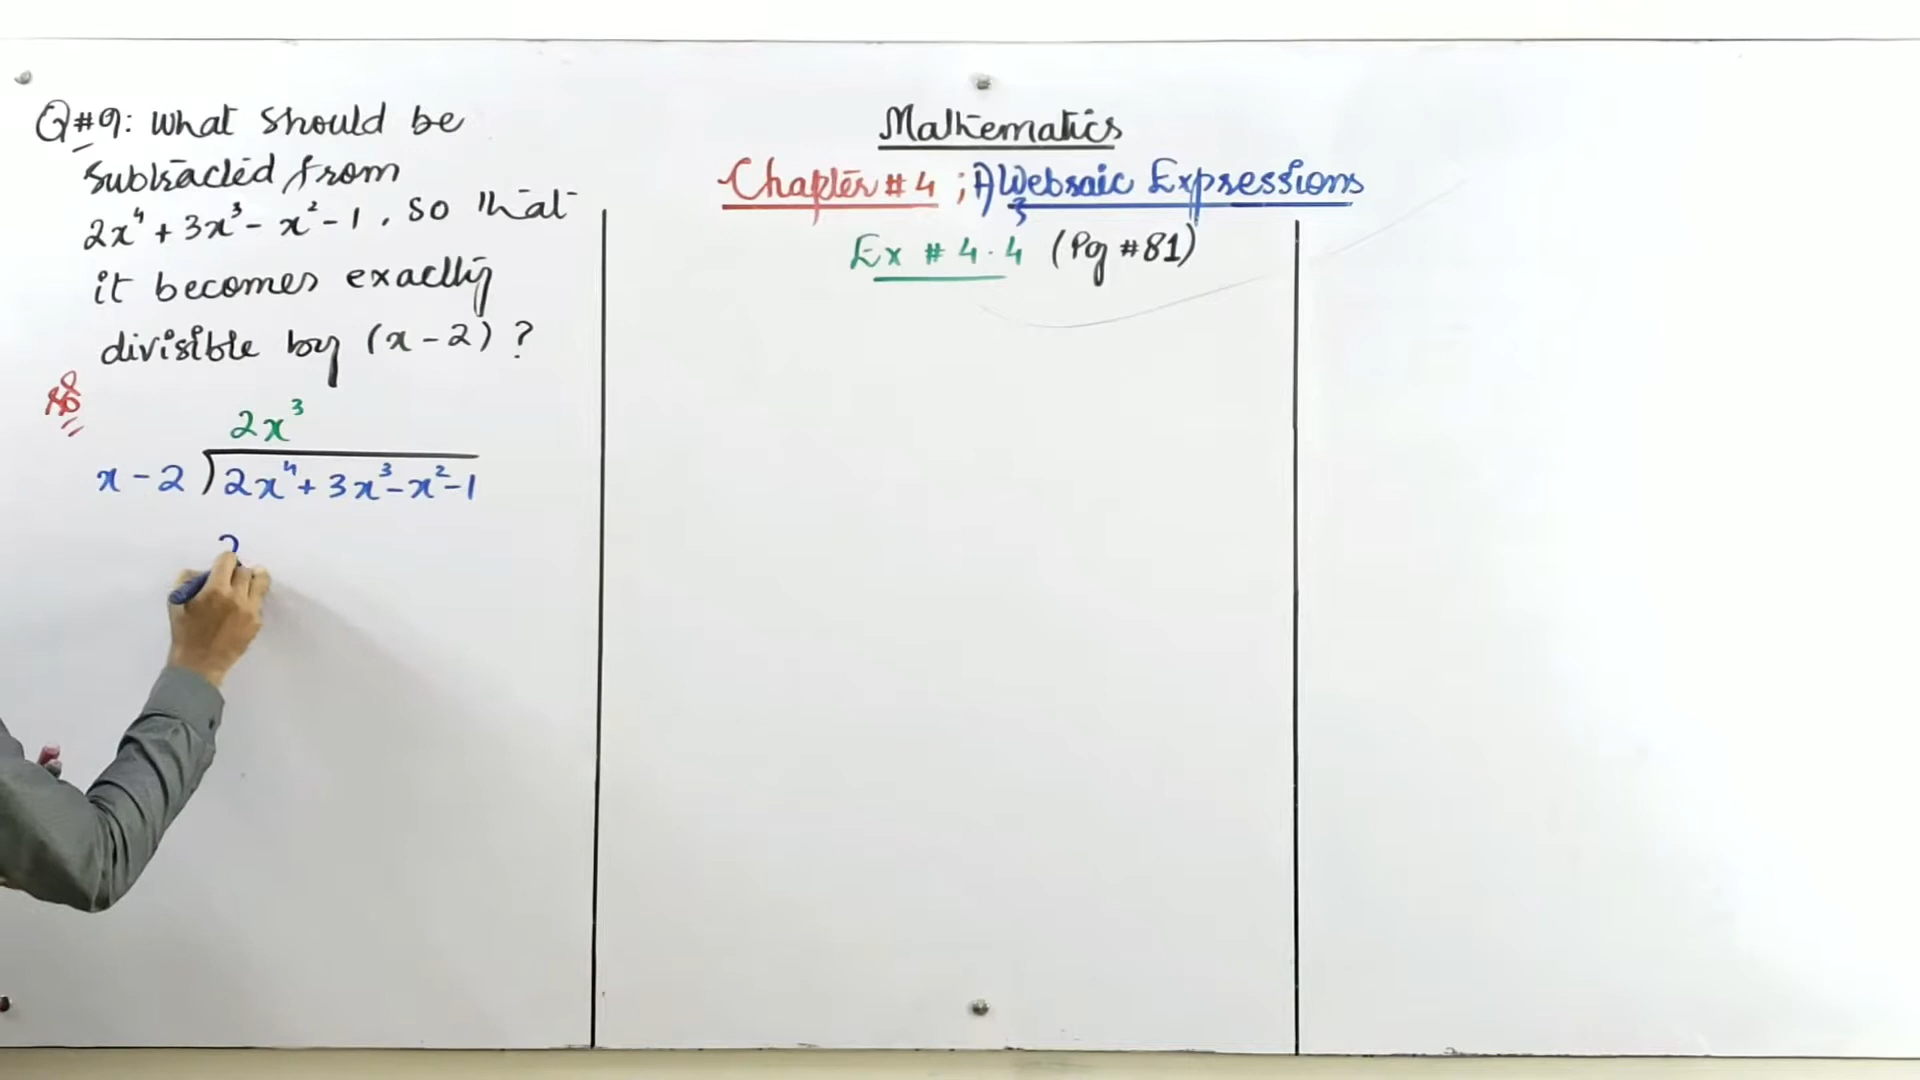 Q#9: What should be
subtracted from
2x⁴ + 3x³ - x² - 1, so that
it becomes exactly
divisible by (x - 2) ?
2x³
x - 2 ) 2x⁴ + 3x³ - x² - 1
2
Mathematics
Chapter # 4 ; Algebraic Expressions
Ex # 4.4 (Pg #81)